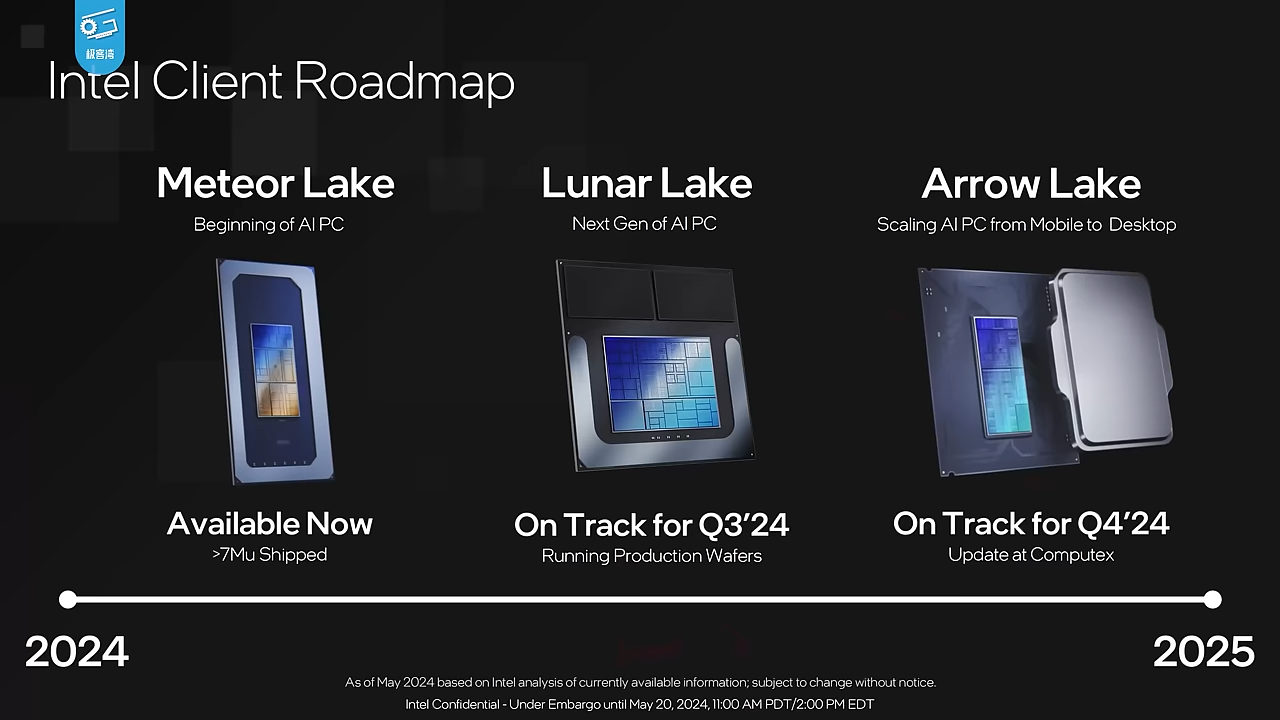 极客湾
Intel Client Roadmap
Meteor Lake
Beginning of AI PC
Lunar Lake
Next Gen of AI PC
Arrow Lake
Scaling AI PC from Mobile to Desktop
Available Now
>7Mu Shipped
On Track for Q3’24
Running Production Wafers
On Track for Q4’24
Update at Computex
2024
2025
As of May 2024 based on Intel analysis of currently available information; subject to change without notice.
Intel Confidential - Under Embargo until May 20, 2024, 11:00 AM PDT/2:00 PM EDT